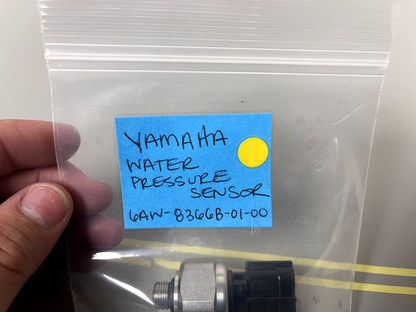 YAMAHA
WATER
PRESSURE
SENSOR
6AW-8366B-01-00